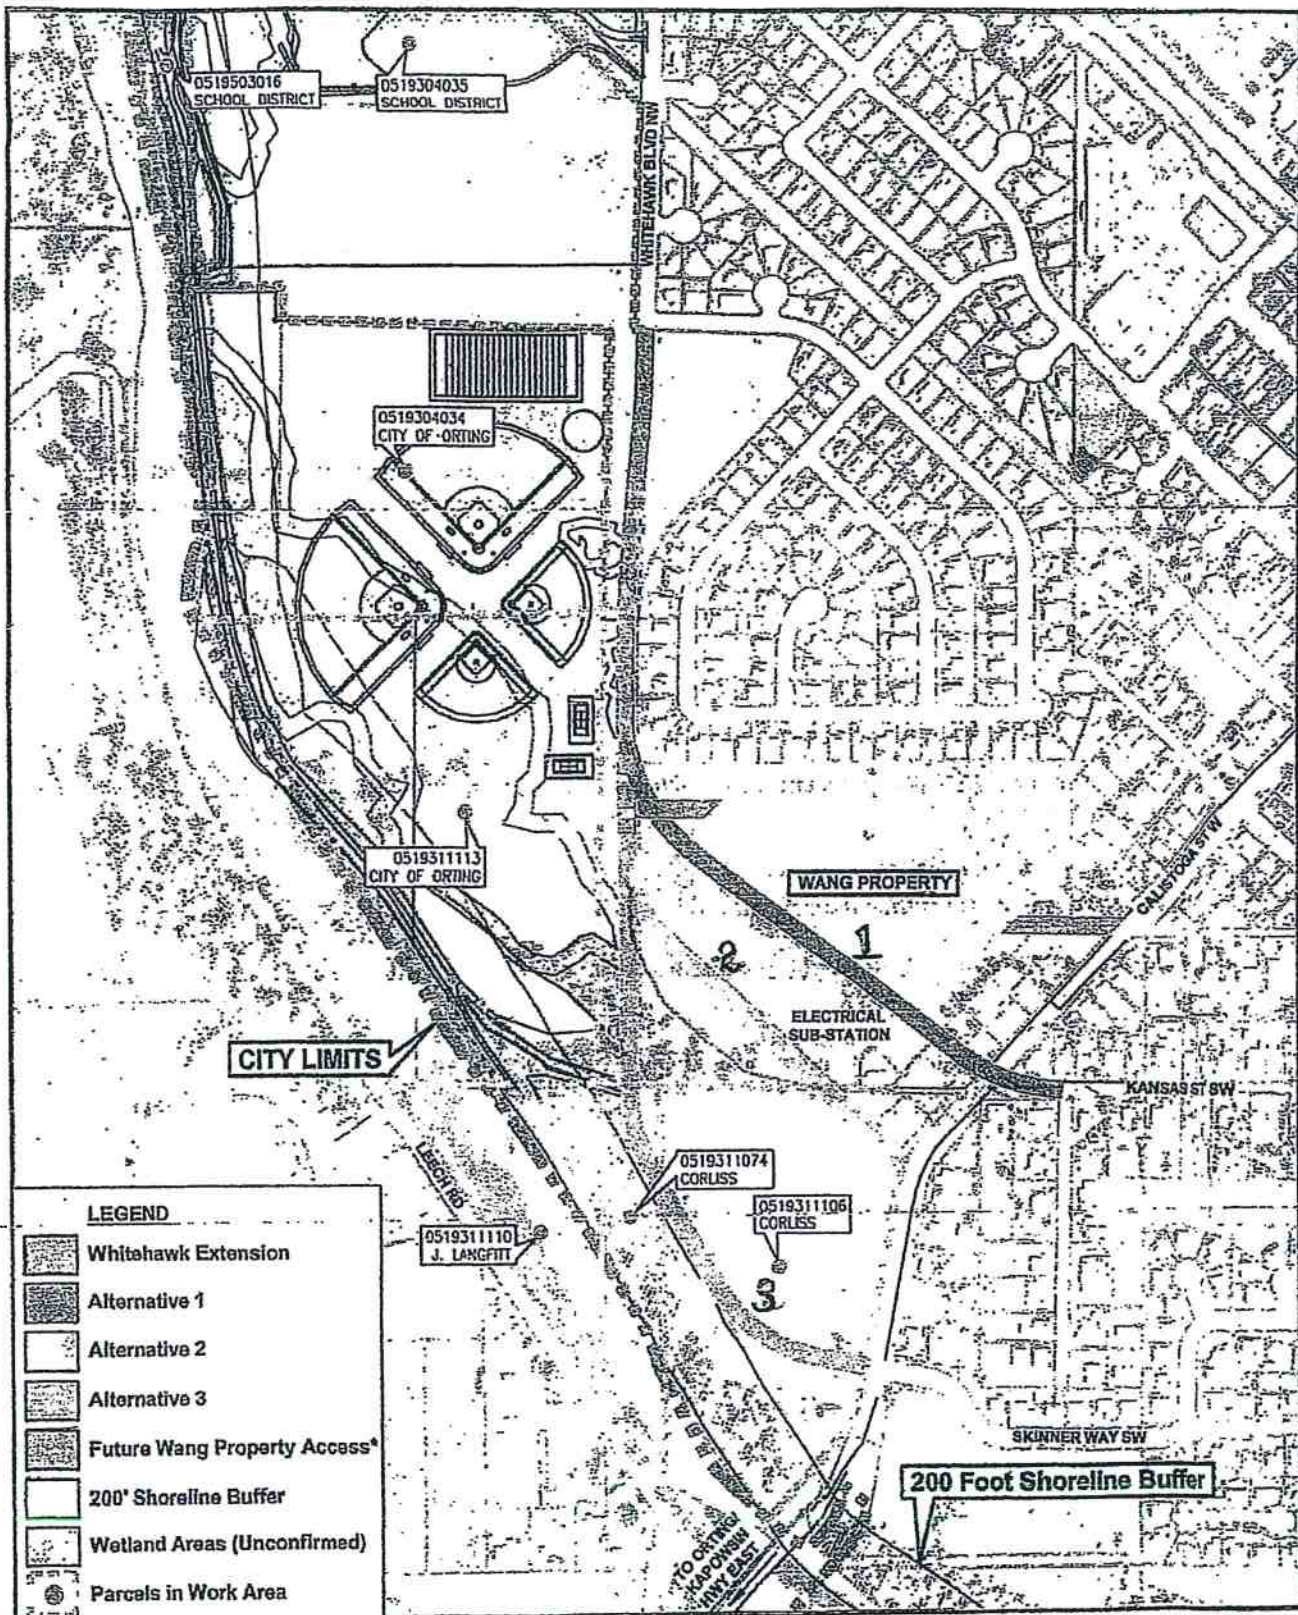 0519503016
SCHOOL DISTRICT
0519304035
SCHOOL DISTRICT
WHITEHAWK BLVD NW
0519304034
CITY OF ORTING
0519311113
CITY OF ORTING
WANG PROPERTY
CALISTOGA ST W
1
2
ELECTRICAL
SUB-STATION
CITY LIMITS
KANSAS ST SW
LEECH RD
0519311074
CORLISS
0519311106
CORLISS
0519311110
J. LANGFITT
3
SKINNER WAY SW
200 Foot Shoreline Buffer
TO ORTING
KAPOWSIN
HWY EAST
LEGEND
Whitehawk Extension
Alternative 1
Alternative 2
Alternative 3
Future Wang Property Access*
200' Shoreline Buffer
Wetland Areas (Unconfirmed)
Parcels in Work Area